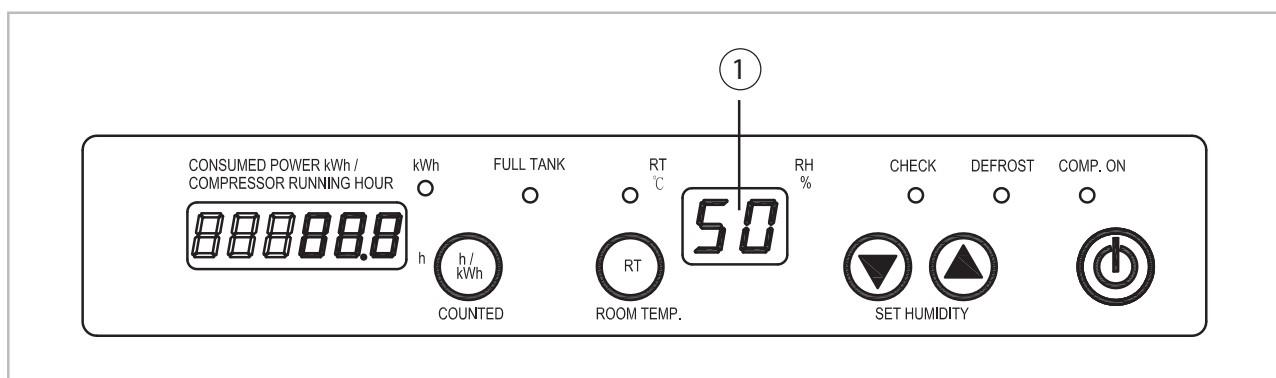 1
CONSUMED POWER kWh /
COMPRESSOR RUNNING HOUR
kWh
FULL TANK
RT
℃
RH
%
CHECK
DEFROST
COMP. ON
888888.8
50
h
h /
kWh
RT
COUNTED
ROOM TEMP.
SET HUMIDITY